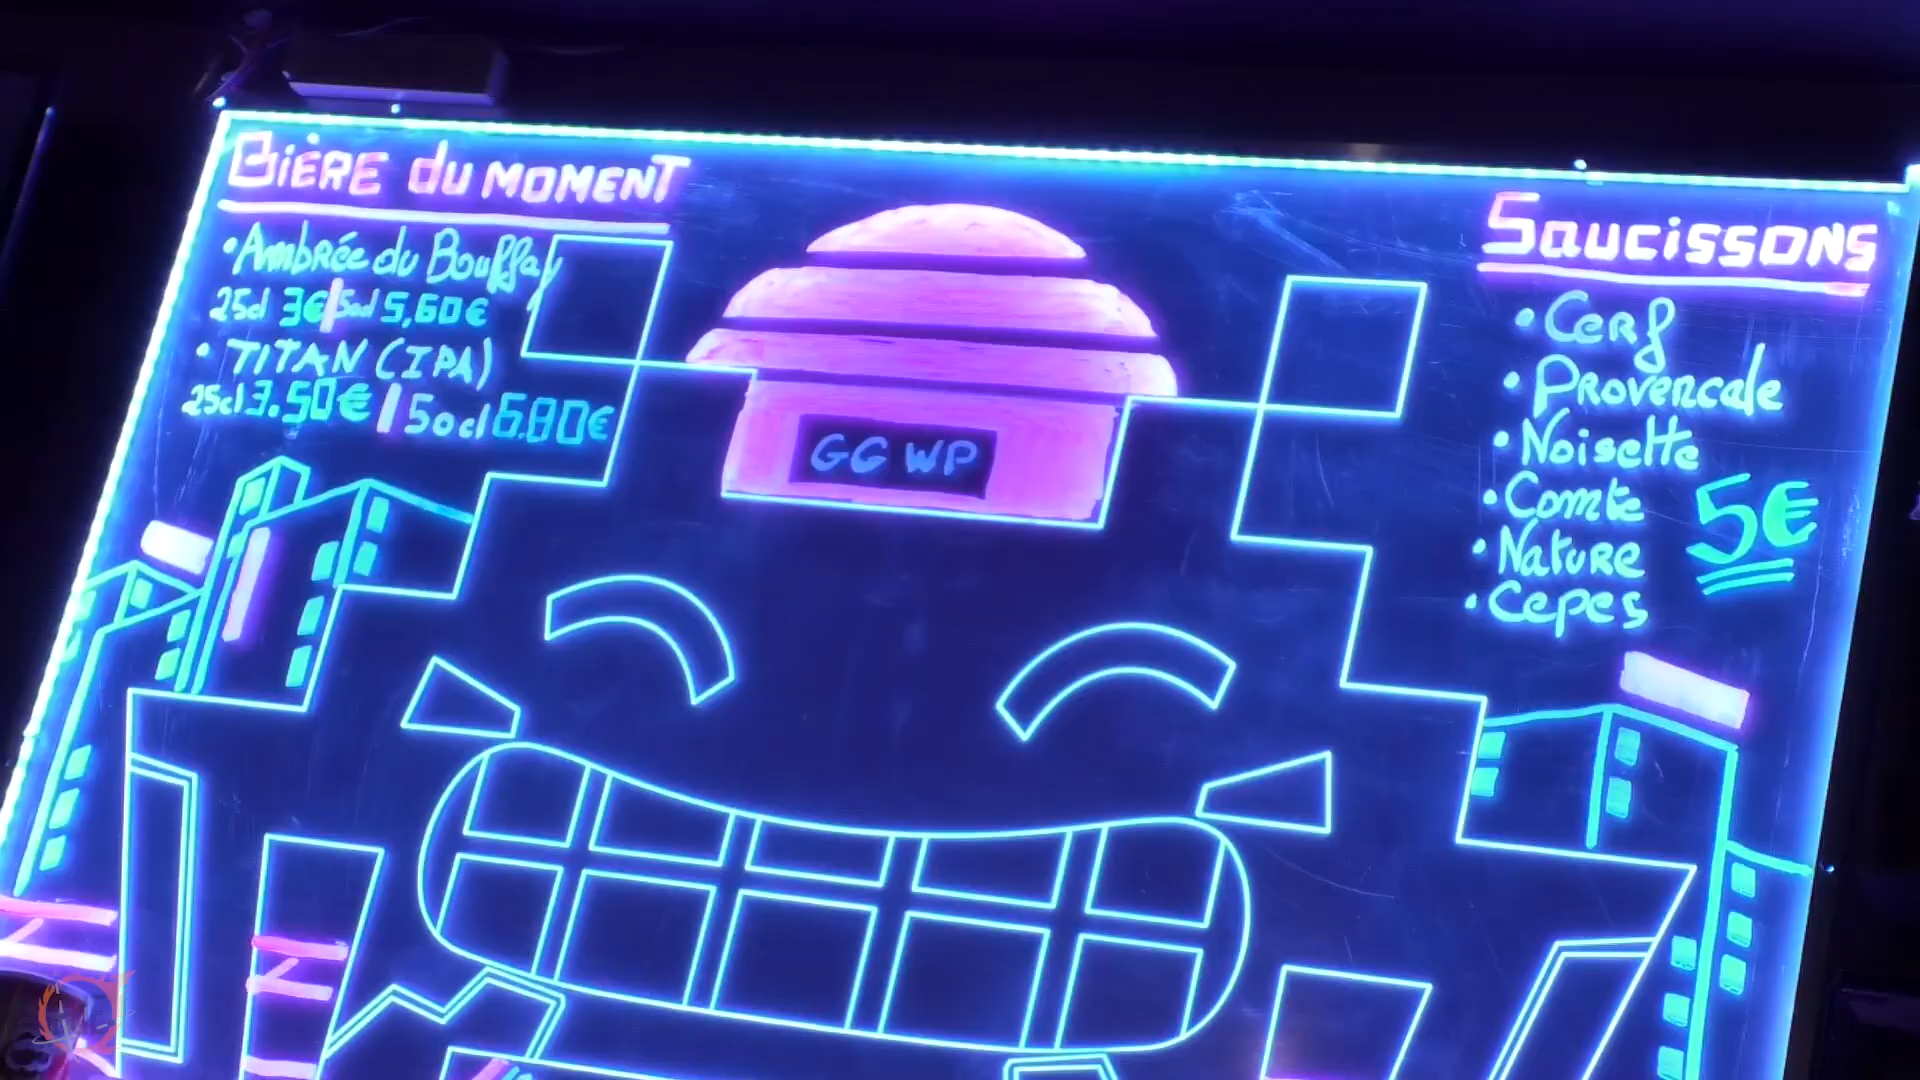 BIÈRE DU MOMENT
• Ambrée du Bouffay
25cl 3€ | 50cl 5,60€
• TITAN (IPA)
25cl 3.50€ | 50cl 6.80€
GG WP
Saucissons
• Cerf
• Provencale
• Noisette
• Comte
• Nature
• Cepes
5€